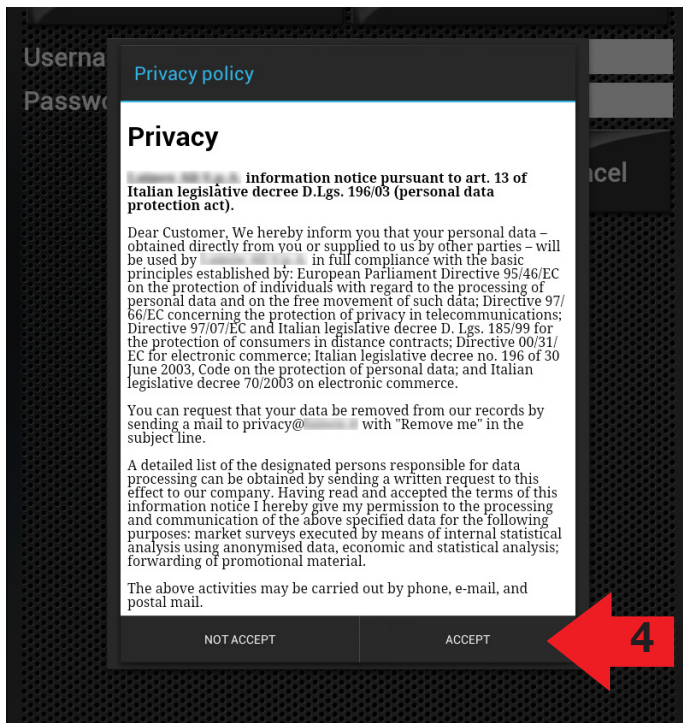 Userna
Passwo
ncel
Privacy policy
Privacy
information notice pursuant to art. 13 of
Italian legislative decree D.Lgs. 196/03 (personal data
protection act).
Dear Customer, We hereby inform you that your personal data –
obtained directly from you or supplied to us by other parties – will
be used by in full compliance with the basic
principles established by: European Parliament Directive 95/46/EC
on the protection of individuals with regard to the processing of
personal data and on the free movement of such data; Directive 97/
66/EC concerning the protection of privacy in telecommunications;
Directive 97/07/EC and Italian legislative decree D. Lgs. 185/99 for
the protection of consumers in distance contracts; Directive 00/31/
EC for electronic commerce; Italian legislative decree no. 196 of 30
June 2003, Code on the protection of personal data; and Italian
legislative decree 70/2003 on electronic commerce.
You can request that your data be removed from our records by
sending a mail to privacy@ with "Remove me" in the
subject line.
A detailed list of the designated persons responsible for data
processing can be obtained by sending a written request to this
effect to our company. Having read and accepted the terms of this
information notice I hereby give my permission to the processing
and communication of the above specified data for the following
purposes: market surveys executed by means of internal statistical
analysis using anonymised data, economic and statistical analysis;
forwarding of promotional material.
The above activities may be carried out by phone, e-mail, and
postal mail.
NOT ACCEPT
ACCEPT
4